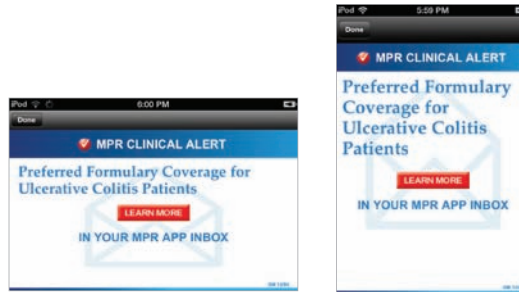 iPod
6:00 PM
Done
MPR CLINICAL ALERT
Preferred Formulary Coverage for
Ulcerative Colitis Patients
LEARN MORE
IN YOUR MPR APP INBOX
iPod
5:59 PM
Done
MPR CLINICAL ALERT
Preferred Formulary
Coverage for
Ulcerative Colitis
Patients
LEARN MORE
IN YOUR MPR APP INBOX